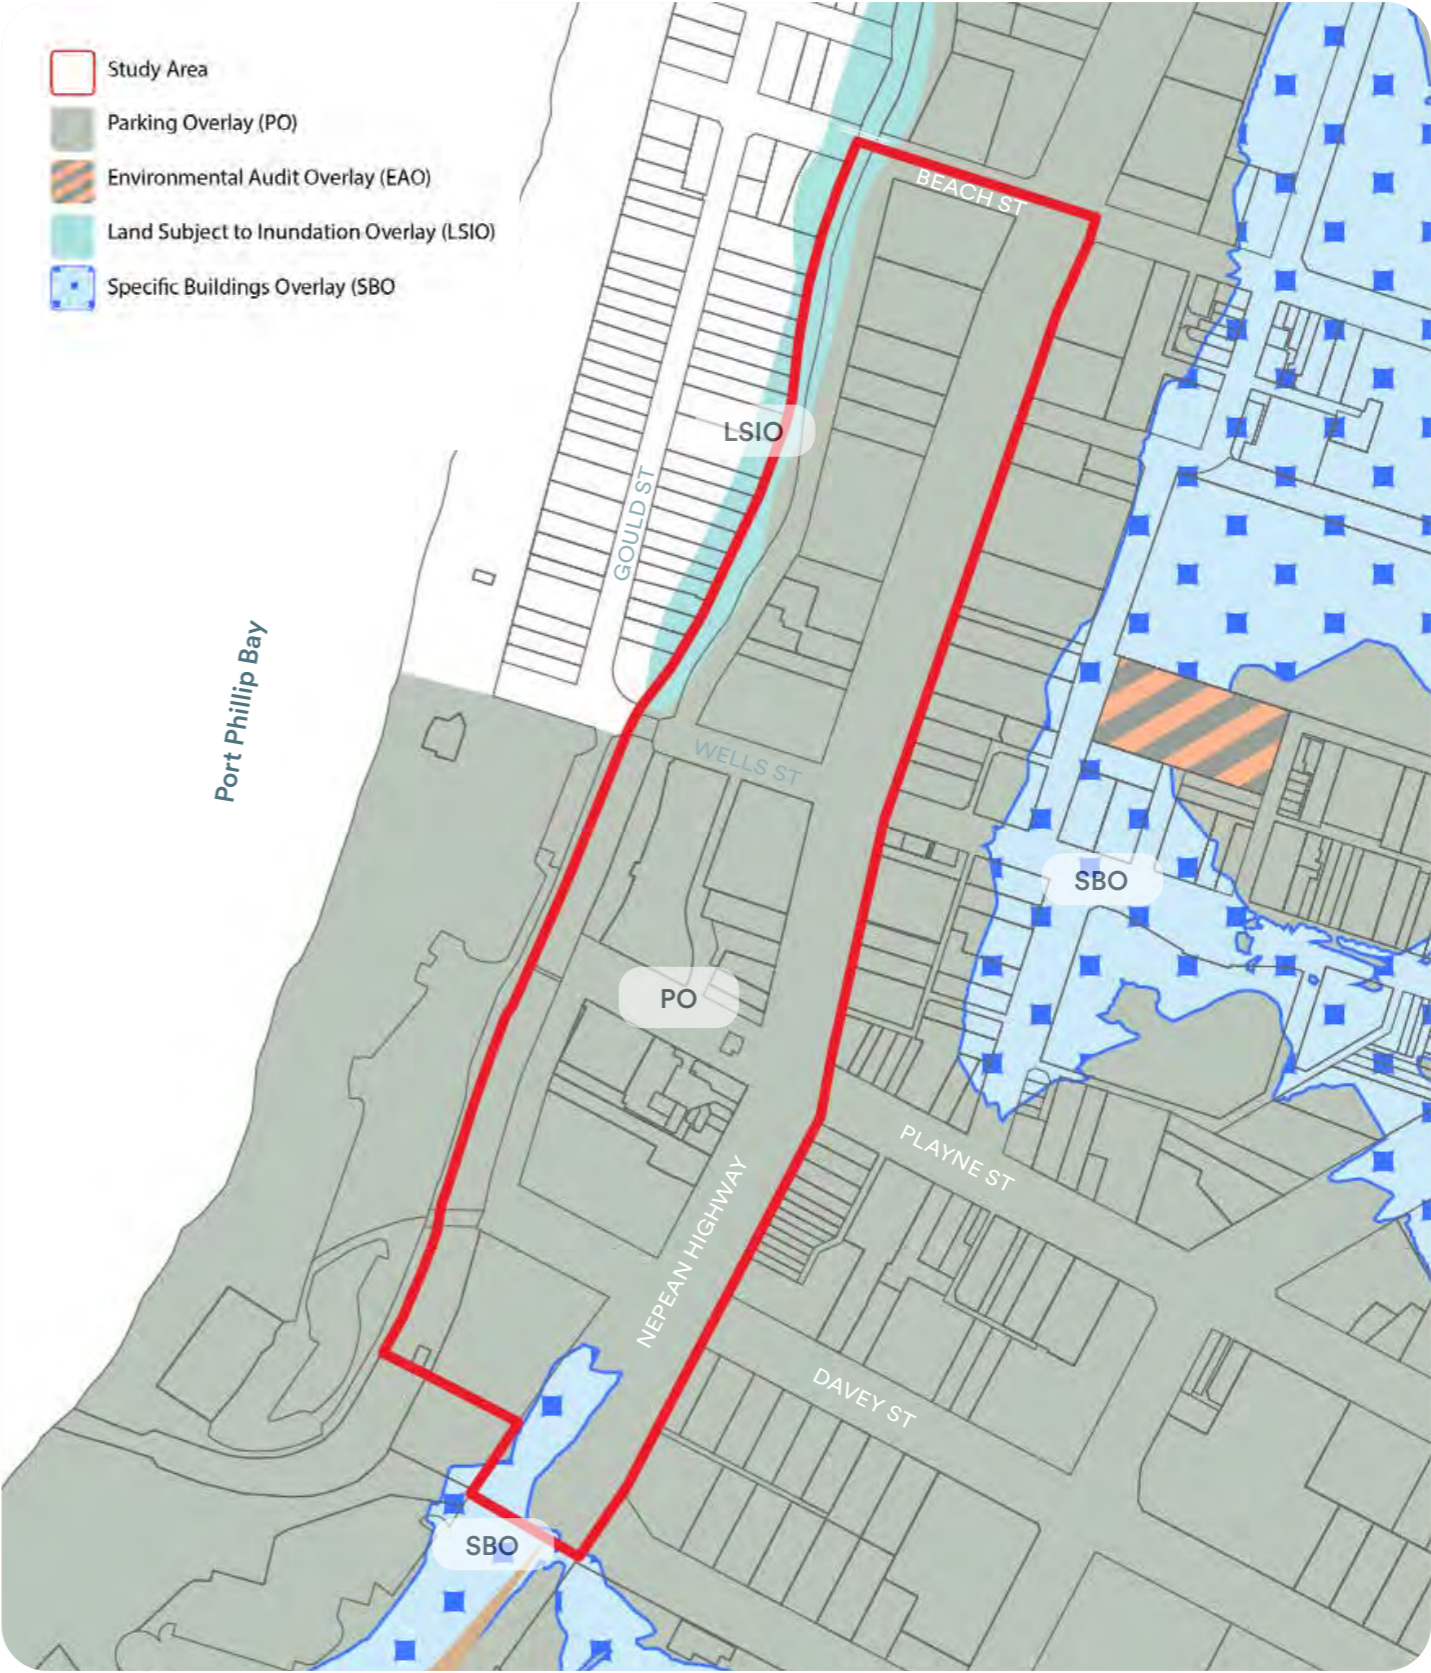 Study Area
Parking Overlay (PO)
Environmental Audit Overlay (EAO)
Land Subject to Inundation Overlay (LSIO)
Specific Buildings Overlay (SBO
BEACH ST
LSIO
GOULD ST
Port Phillip Bay
WELLS ST
SBO
PO
PLAYNE ST
NEPEAN HIGHWAY
DAVEY ST
SBO